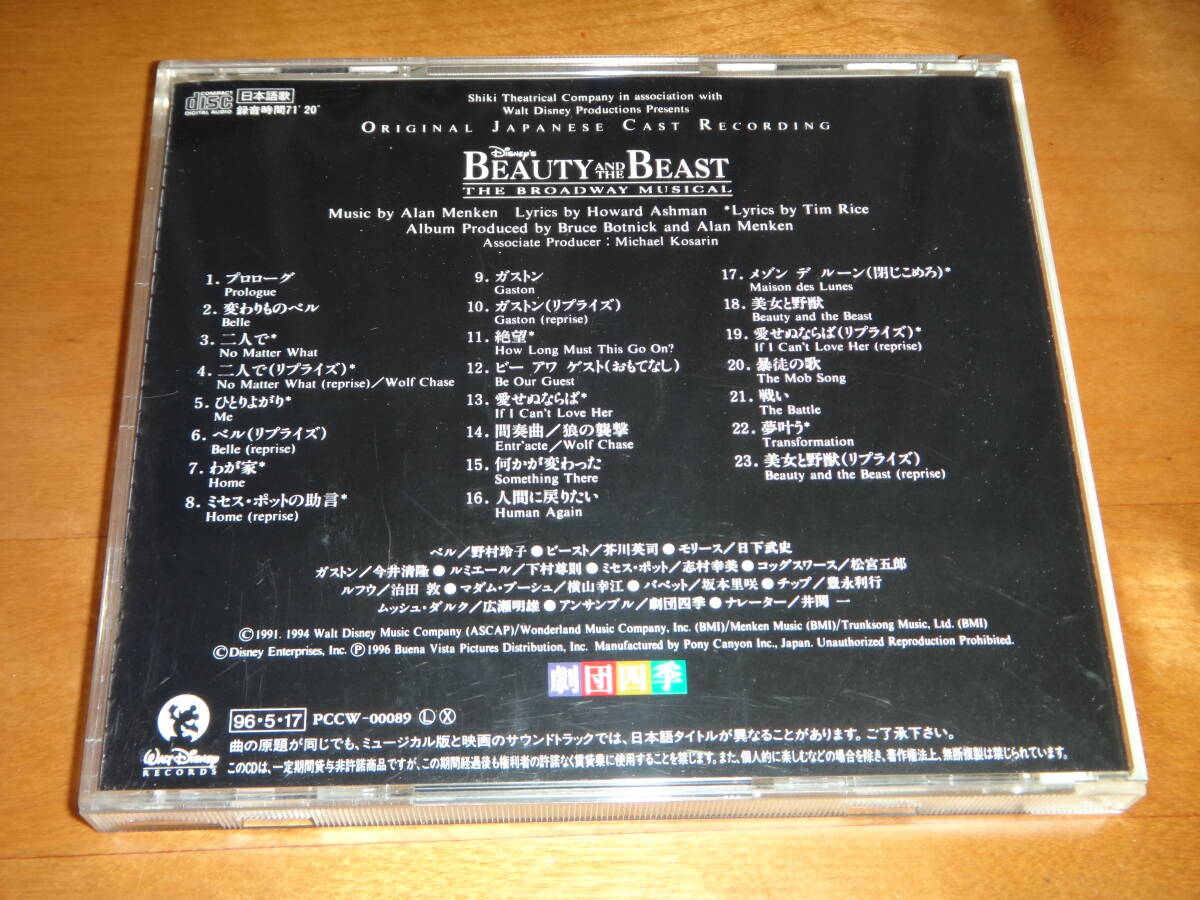 COMPACT
disc
DIGITAL AUDIO
日本語歌
録音時間71'20"
Shiki Theatrical Company in association with
Walt Disney Productions Presents
ORIGINAL JAPANESE CAST RECORDING
DISNEY'S
BEAUTY AND THE BEAST
THE BROADWAY MUSICAL
Music by Alan Menken Lyrics by Howard Ashman *Lyrics by Tim Rice
Album Produced by Bruce Botnick and Alan Menken
Associate Producer : Michael Kosarin
1. プロローグ
Prologue
2. 変わりものベル
Belle
3. 二人で*
No Matter What
4. 二人で(リプライズ)*
No Matter What (reprise)/Wolf Chase
5. ひとりよがり*
Me
6. ベル(リプライズ)
Belle (reprise)
7. わが家*
Home
8. ミセス・ポットの助言*
Home (reprise)
9. ガストン
Gaston
10. ガストン(リプライズ)
Gaston (reprise)
11. 絶望*
How Long Must This Go On?
12. ビー アワ ゲスト(おもてなし)
Be Our Guest
13. 愛せぬならば*
If I Can't Love Her
14. 間奏曲/狼の襲撃
Entr'acte/Wolf Chase
15. 何かが変わった
Something There
16. 人間に戻りたい
Human Again
17. メゾン デ ルーン(閉じこめろ)*
Maison des Lunes
18. 美女と野獣
Beauty and the Beast
19. 愛せぬならば(リプライズ)*
If I Can't Love Her (reprise)
20. 暴徒の歌
The Mob Song
21. 戦い
The Battle
22. 夢叶う*
Transformation
23. 美女と野獣(リプライズ)
Beauty and the Beast (reprise)
ベル/野村玲子●ビースト/芥川英司●モリース/日下武史
ガストン/今井清隆●ルミエール/下村尊則●ミセス・ポット/志村幸美●コッグスワース/松宮五郎
ルフウ/治田 敦●マダム・ブーシュ/横山幸江●バベット/坂本里咲●チップ/豊永利行
ムッシュ・ダルク/広瀬明雄●アンサンブル/劇団四季●ナレーター/井関 一
©1991. 1994 Walt Disney Music Company (ASCAP)/Wonderland Music Company, Inc. (BMI)/Menken Music (BMI)/Trunksong Music, Ltd. (BMI)
©Disney Enterprises, Inc. ℗1996 Buena Vista Pictures Distribution, Inc. Manufactured by Pony Canyon Inc., Japan. Unauthorized Reproduction Prohibited.
劇団四季
Walt Disney
RECORDS
96・5・17 PCCW-00089 Ⓛ Ⓧ
曲の原題が同じでも、ミュージカル版と映画のサウンドトラックでは、日本語タイトルが異なることがあります。ご了承下さい。
このCDは、一定期間貸与非許諾商品ですが、この期間経過後も権利者の許諾なく賃貸業に使用することを禁じます。また、個人的に楽しむなどの場合を除き、著作権法上、無断複製は禁じられています。